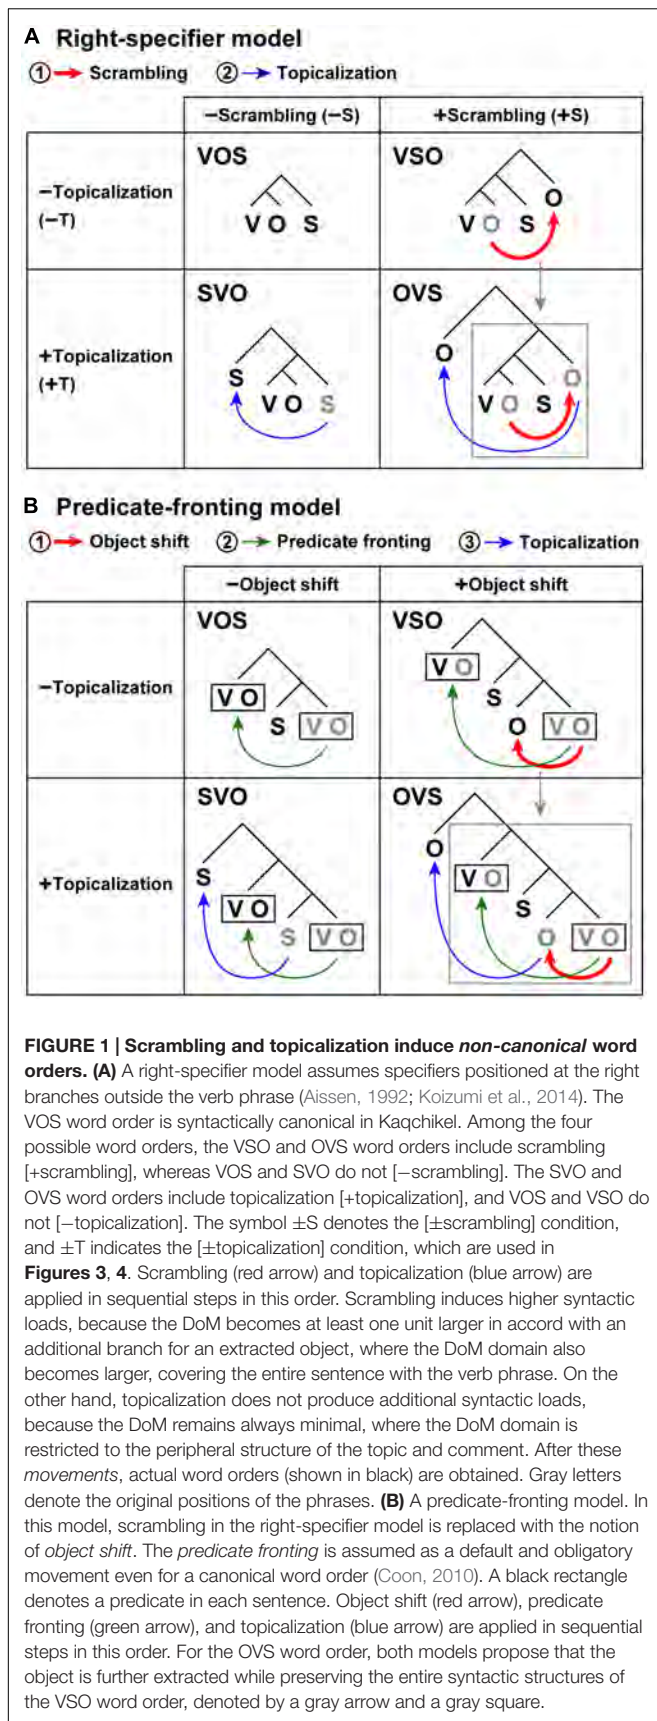 A Right-specifier model
① Scrambling ② Topicalization
−Scrambling (−S) +Scrambling (+S)
−Topicalization
(−T)
VOS
V O S
VSO
O
V O S
+Topicalization
(+T)
SVO
S
V O S
OVS
O
O
V O S
B Predicate-fronting model
① Object shift ② Predicate fronting ③ Topicalization
−Object shift +Object shift
−Topicalization
VOS
V O
S V O
VSO
V O
S
O V O
+Topicalization
SVO
S
V O
S V O
OVS
O
V O
S
O V O
FIGURE 1 | Scrambling and topicalization induce non-canonical word
orders. (A) A right-specifier model assumes specifiers positioned at the right
branches outside the verb phrase (Aissen, 1992; Koizumi et al., 2014). The
VOS word order is syntactically canonical in Kaqchikel. Among the four
possible word orders, the VSO and OVS word orders include scrambling
[+scrambling], whereas VOS and SVO do not [−scrambling]. The SVO and
OVS word orders include topicalization [+topicalization], and VOS and VSO do
not [−topicalization]. The symbol ±S denotes the [±scrambling] condition,
and ±T indicates the [±topicalization] condition, which are used in
Figures 3, 4. Scrambling (red arrow) and topicalization (blue arrow) are
applied in sequential steps in this order. Scrambling induces higher syntactic
loads, because the DoM becomes at least one unit larger in accord with an
additional branch for an extracted object, where the DoM domain also
becomes larger, covering the entire sentence with the verb phrase. On the
other hand, topicalization does not produce additional syntactic loads,
because the DoM remains always minimal, where the DoM domain is
restricted to the peripheral structure of the topic and comment. After these
movements, actual word orders (shown in black) are obtained. Gray letters
denote the original positions of the phrases. (B) A predicate-fronting model. In
this model, scrambling in the right-specifier model is replaced with the notion
of object shift. The predicate fronting is assumed as a default and obligatory
movement even for a canonical word order (Coon, 2010). A black rectangle
denotes a predicate in each sentence. Object shift (red arrow), predicate
fronting (green arrow), and topicalization (blue arrow) are applied in sequential
steps in this order. For the OVS word order, both models propose that the
object is further extracted while preserving the entire syntactic structures of
the VSO word order, denoted by a gray arrow and a gray square.